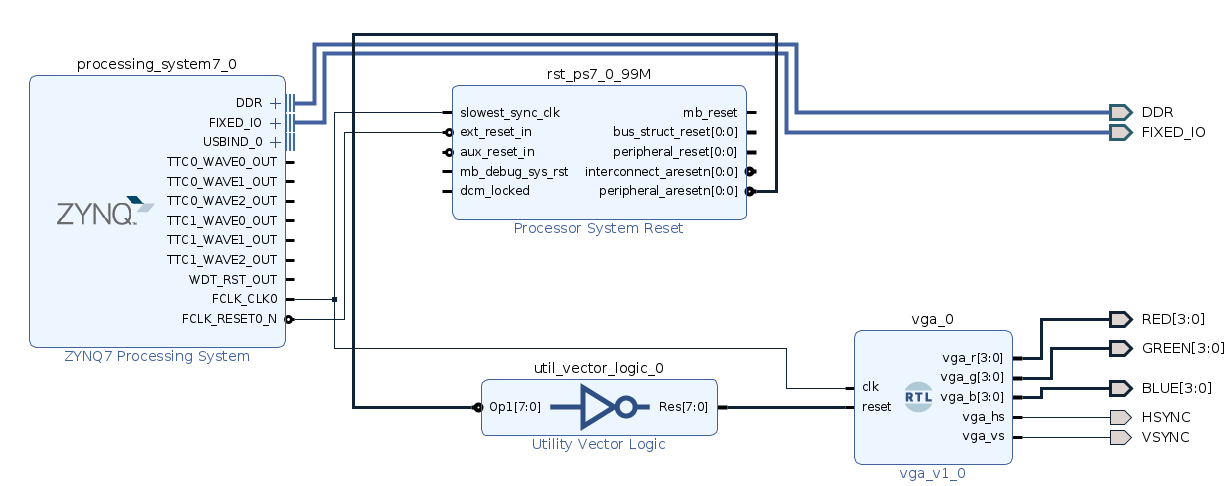 processing_system7_0
DDR
FIXED_IO
USBIND_0
TTC0_WAVE0_OUT
TTC0_WAVE1_OUT
TTC0_WAVE2_OUT
TTC1_WAVE0_OUT
TTC1_WAVE1_OUT
TTC1_WAVE2_OUT
WDT_RST_OUT
FCLK_CLK0
FCLK_RESET0_N
ZYNQ
ZYNQ7 Processing System
rst_ps7_0_99M
slowest_sync_clk
ext_reset_in
aux_reset_in
mb_debug_sys_rst
dcm_locked
mb_reset
bus_struct_reset[0:0]
peripheral_reset[0:0]
interconnect_aresetn[0:0]
peripheral_aresetn[0:0]
Processor System Reset
DDR
FIXED_IO
util_vector_logic_0
Op1[7:0]
Res[7:0]
Utility Vector Logic
vga_0
clk
reset
RTL
vga_r[3:0]
vga_g[3:0]
vga_b[3:0]
vga_hs
vga_vs
vga_v1_0
RED[3:0]
GREEN[3:0]
BLUE[3:0]
HSYNC
VSYNC